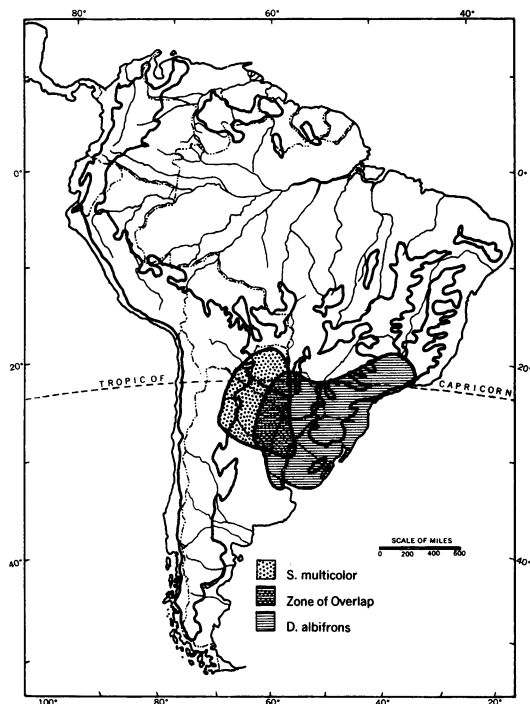 80° 60° 40°
0° 0°
20° 20°
TROPIC OF CAPRICORN
SCALE OF MILES
0 200 400 600
40° 40°
S. multicolor
Zone of Overlap
D. albifrons
100° 80° 60° 40° 20°